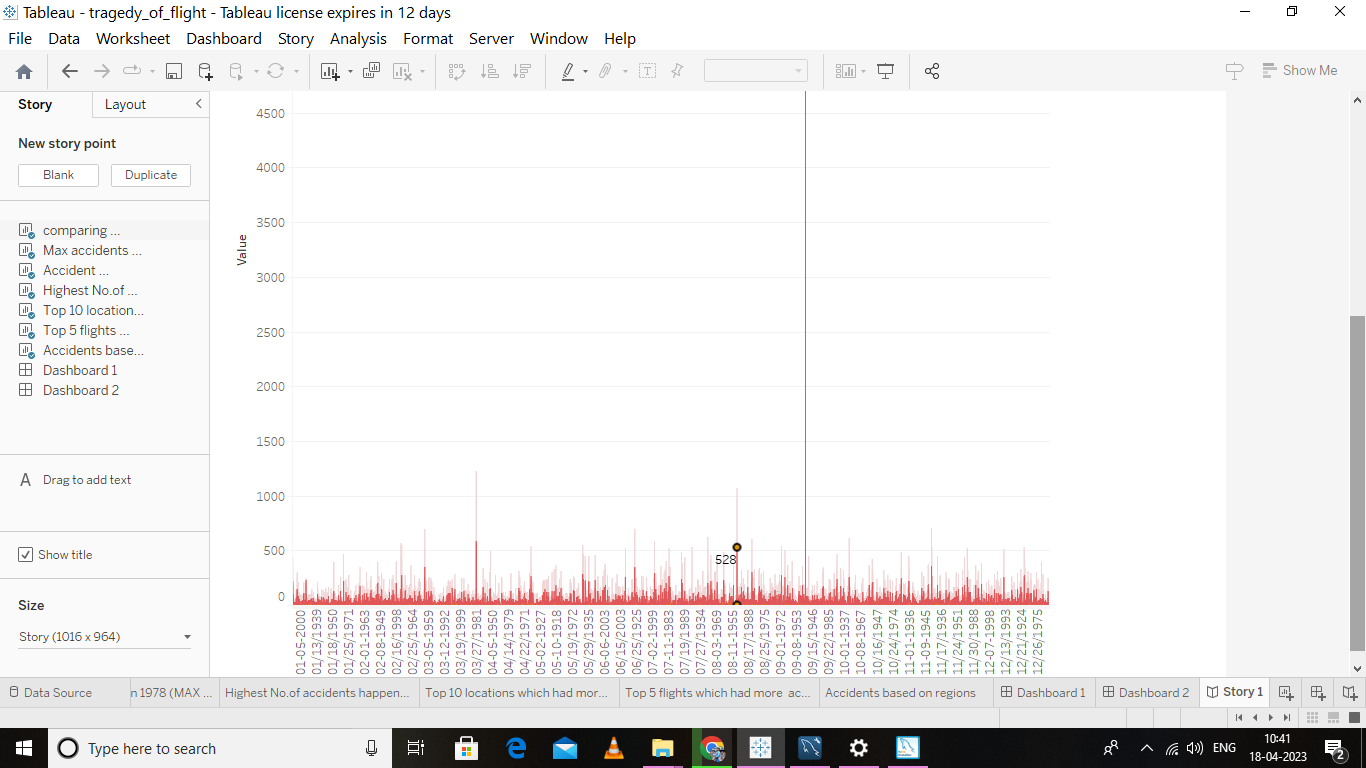 Tableau - tragedy_of_flight - Tableau license expires in 12 days
File Data Worksheet Dashboard Story Analysis Format Server Window Help
Show Me
Story Layout
New story point
Blank Duplicate
comparing ...
Max accidents ...
Accident ...
Highest No.of ...
Top 10 location...
Top 5 flights ...
Accidents base...
Dashboard 1
Dashboard 2
A Drag to add text
Show title
Size
Story (1016 x 964)
Value
4500
4000
3500
3000
2500
2000
1500
1000
500
0
528
01-05-2000
01/13/1939
01/18/1950
01/25/1971
02-01-1963
02-08-1949
02/16/1998
02/25/1964
03-05-1959
03-12-1992
03/19/1999
03/27/1981
04-05-1950
04/14/1979
04/22/1971
05-02-1927
05-10-1918
05/19/1972
05/29/1935
06-06-2003
06/15/2003
06/25/1925
07-02-1999
07-11-1983
07/19/1989
07/27/1934
08-03-1969
08-11-1955
08/17/1988
08/25/1975
09-01-1972
09-08-1953
09/15/1946
09/22/1985
10-01-1937
10-07-1979
10/16/1947
10/24/1974
11-01-1936
11-09-1945
11/17/1936
11/24/1951
11/30/1988
12-07-1998
12/13/1993
12/21/1924
12/26/1975
Data Source n 1978 (MAX ... Highest No.of accidents happen... Top 10 locations which had mor... Top 5 flights which had more ac... Accidents based on regions Dashboard 1 Dashboard 2 Story 1
Type here to search
ENG
10:41
18-04-2023
2